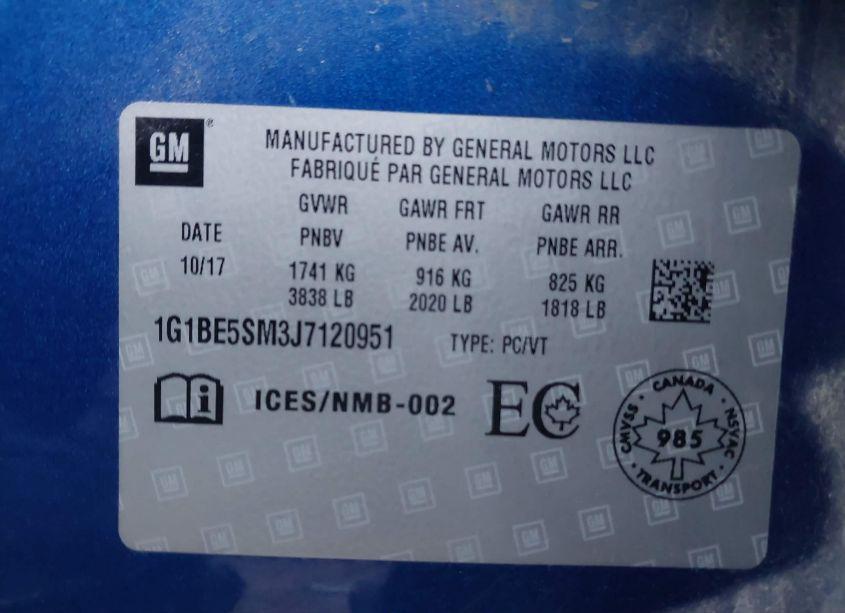 GM®
MANUFACTURED BY GENERAL MOTORS LLC
FABRIQUÉ PAR GENERAL MOTORS LLC
GVWR GAWR FRT GAWR RR
DATE PNBV PNBE AV. PNBE ARR.
10/17 1741 KG 916 KG 825 KG
3838 LB 2020 LB 1818 LB
1G1BE5SM3J7120951 TYPE: PC/VT
i ICES/NMB-002 EC
CANADA
CMVSS 985 NSVAC
TRANSPORT